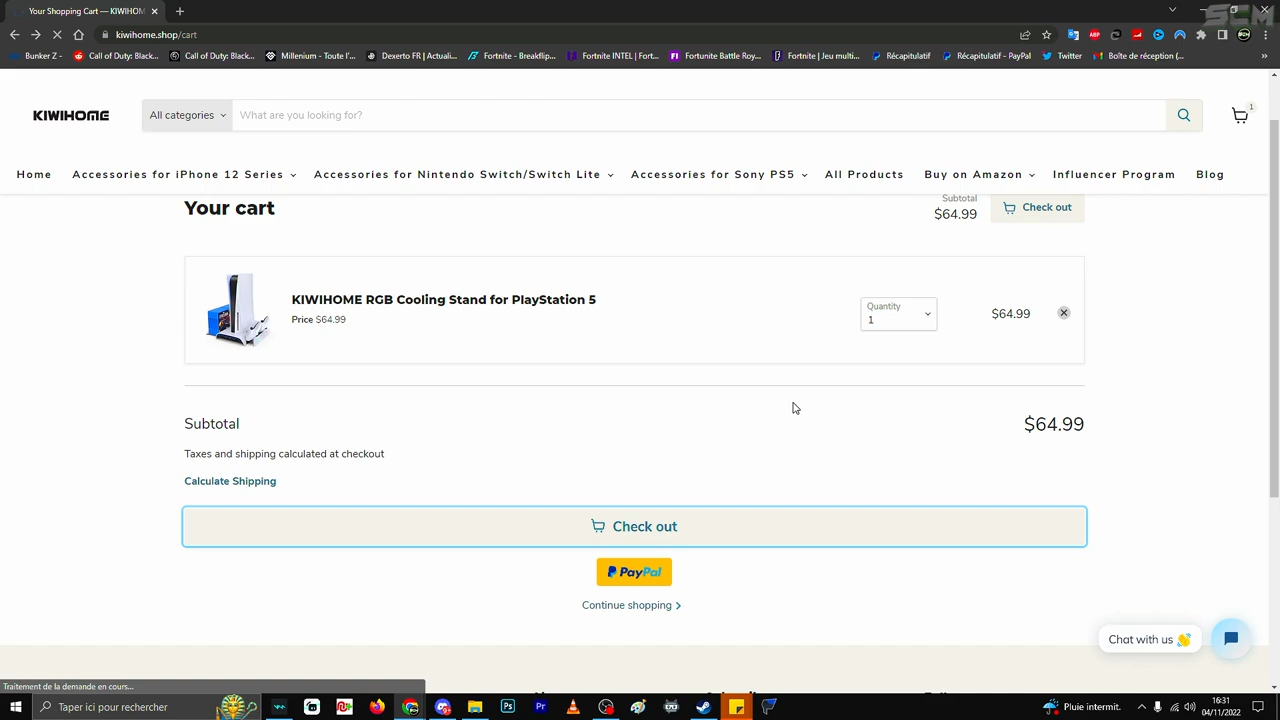 Your Shopping Cart — KIWIHOM
SCM
kiwihome.shop/cart
ABP
Bunker Z -
Call of Duty: Black...
Call of Duty: Black...
Millenium - Toute l'...
Dexerto FR | Actuali...
Fortnite - Breakflip...
Fortnite INTEL | Fort...
Fortunite Battle Roy...
Fortnite | Jeu multi...
Récapitulatif
Récapitulatif - PayPal
Twitter
Boîte de réception (...
KIWIHOME
All categories
What are you looking for?
1
Home
Accessories for iPhone 12 Series
Accessories for Nintendo Switch/Switch Lite
Accessories for Sony PS5
All Products
Buy on Amazon
Influencer Program
Blog
Your cart
Subtotal
$64.99
Check out
KIWIHOME RGB Cooling Stand for PlayStation 5
Price $64.99
Quantity
1
$64.99
Subtotal
$64.99
Taxes and shipping calculated at checkout
Calculate Shipping
Check out
PayPal
Continue shopping
Chat with us
Traitement de la demande en cours...
Taper ici pour rechercher
Ps
Pr
Pluie intermit.
16:31
04/11/2022